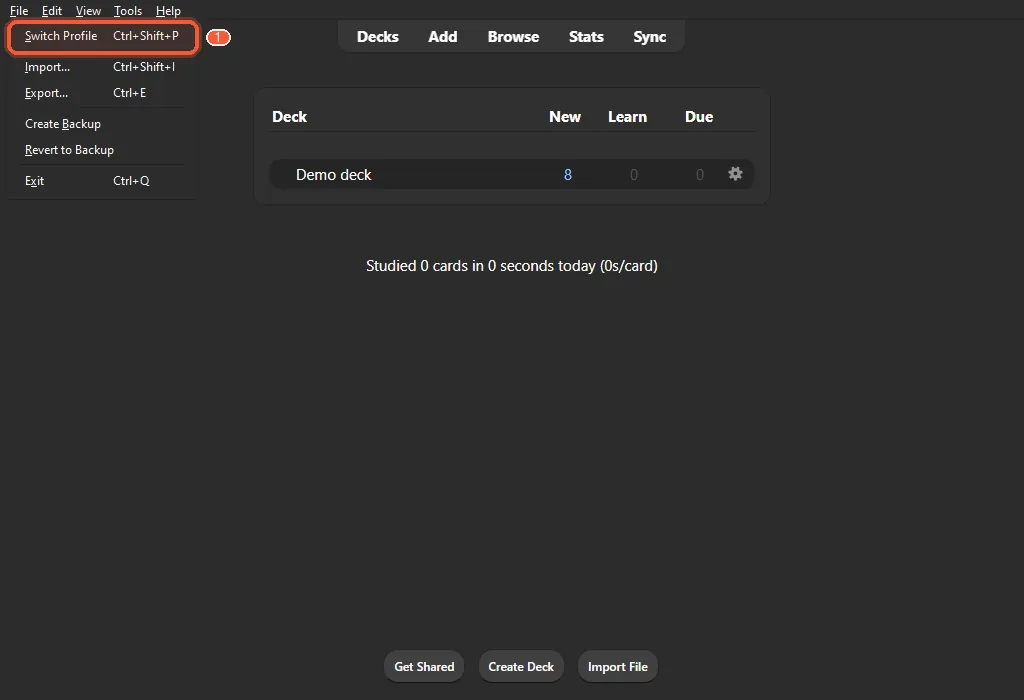 File Edit View Tools Help
Switch Profile Ctrl+Shift+P 1
Import... Ctrl+Shift+I
Export... Ctrl+E
Create Backup
Revert to Backup
Exit Ctrl+Q
Decks Add Browse Stats Sync
Deck New Learn Due
Demo deck 8 0 0
Studied 0 cards in 0 seconds today (0s/card)
Get Shared Create Deck Import File